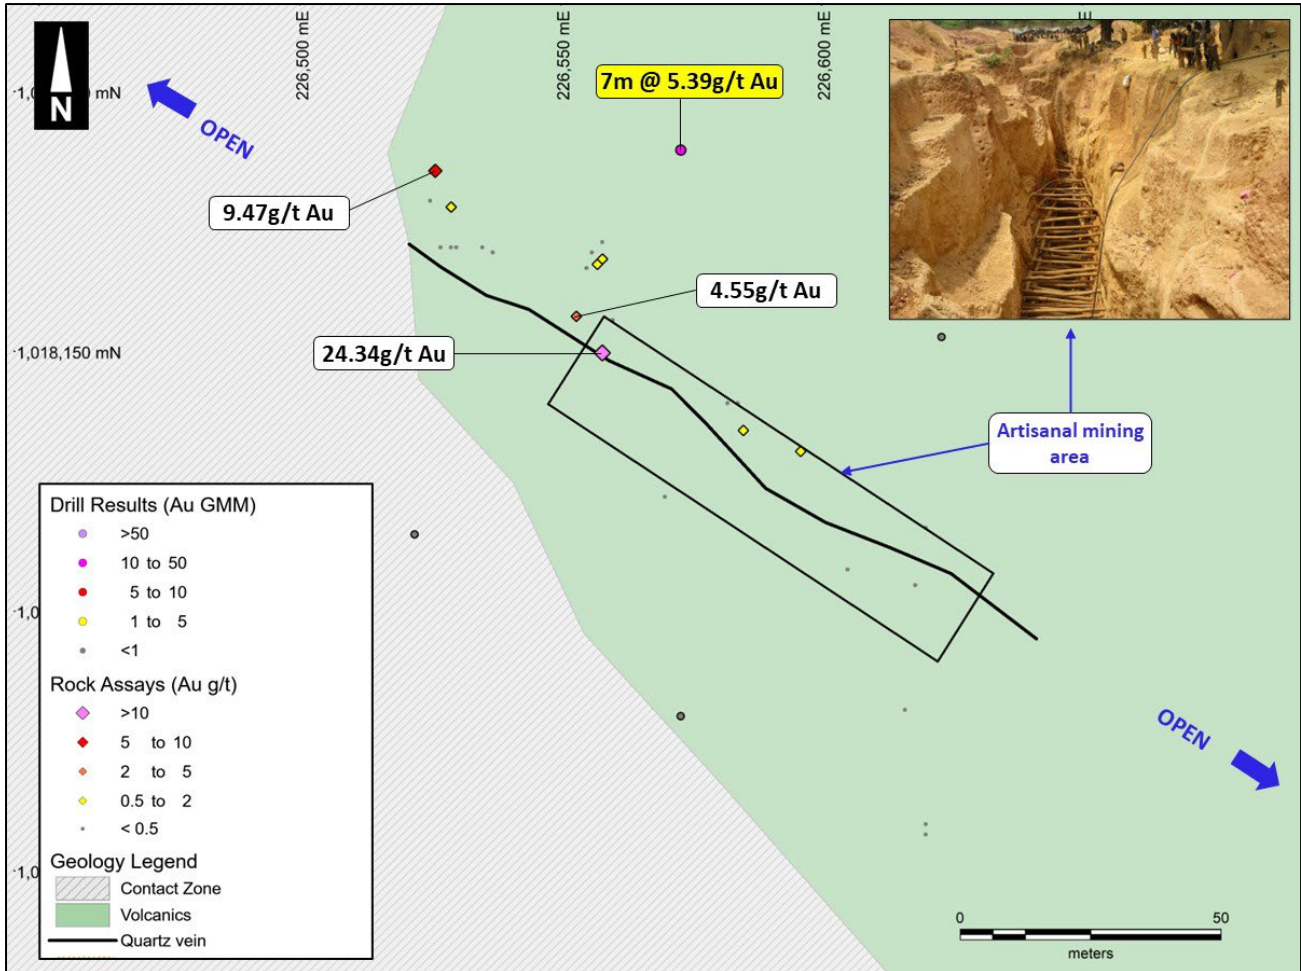 226,500 mE
226,550 mE
226,600 mE
mE
N
mN
OPEN
7m @ 5.39g/t Au
9.47g/t Au
4.55g/t Au
24.34g/t Au
1,018,150 mN
Artisanal mining
area
Drill Results (Au GMM)
>50
10 to 50
5 to 10
1 to 5
<1
Rock Assays (Au g/t)
>10
5 to 10
2 to 5
0.5 to 2
< 0.5
Geology Legend
Contact Zone
Volcanics
Quartz vein
OPEN
0 50
meters